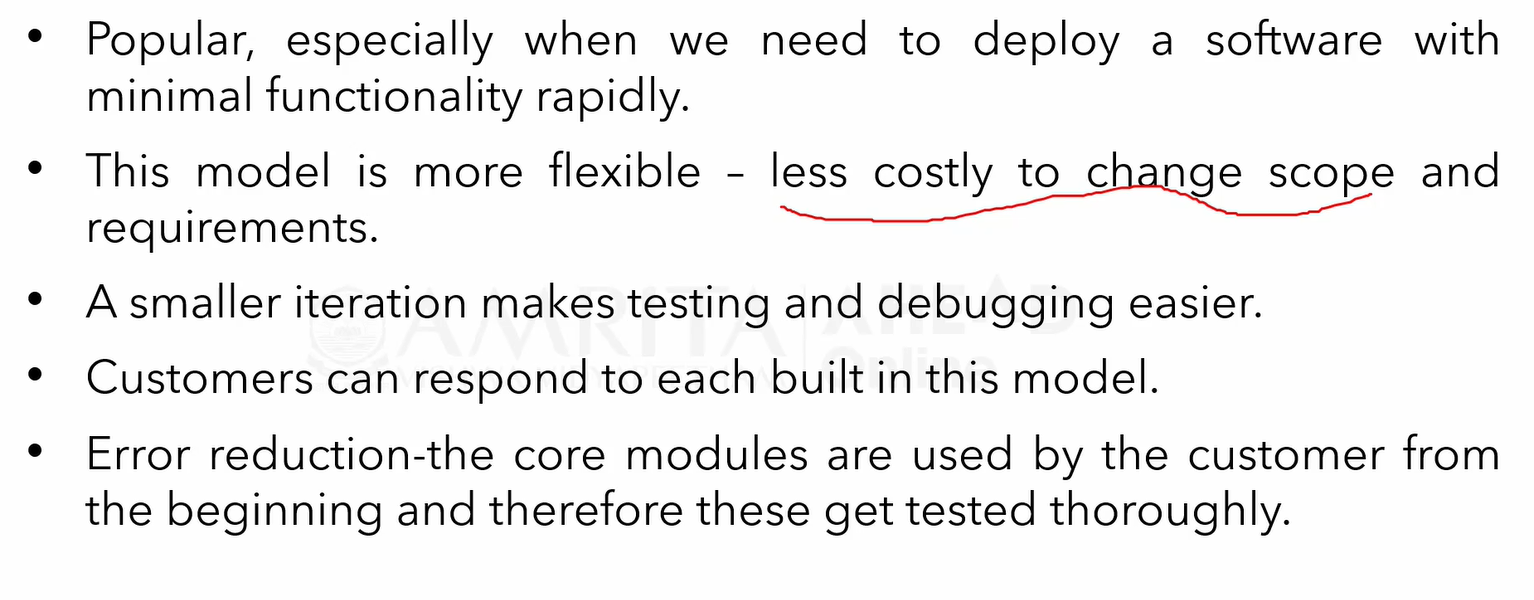 • Popular, especially when we need to deploy a software with
minimal functionality rapidly.
• This model is more flexible – less costly to change scope and
requirements.
• A smaller iteration makes testing and debugging easier.
• Customers can respond to each built in this model.
• Error reduction-the core modules are used by the customer from
the beginning and therefore these get tested thoroughly.
AMRITA
AHEAD
Online